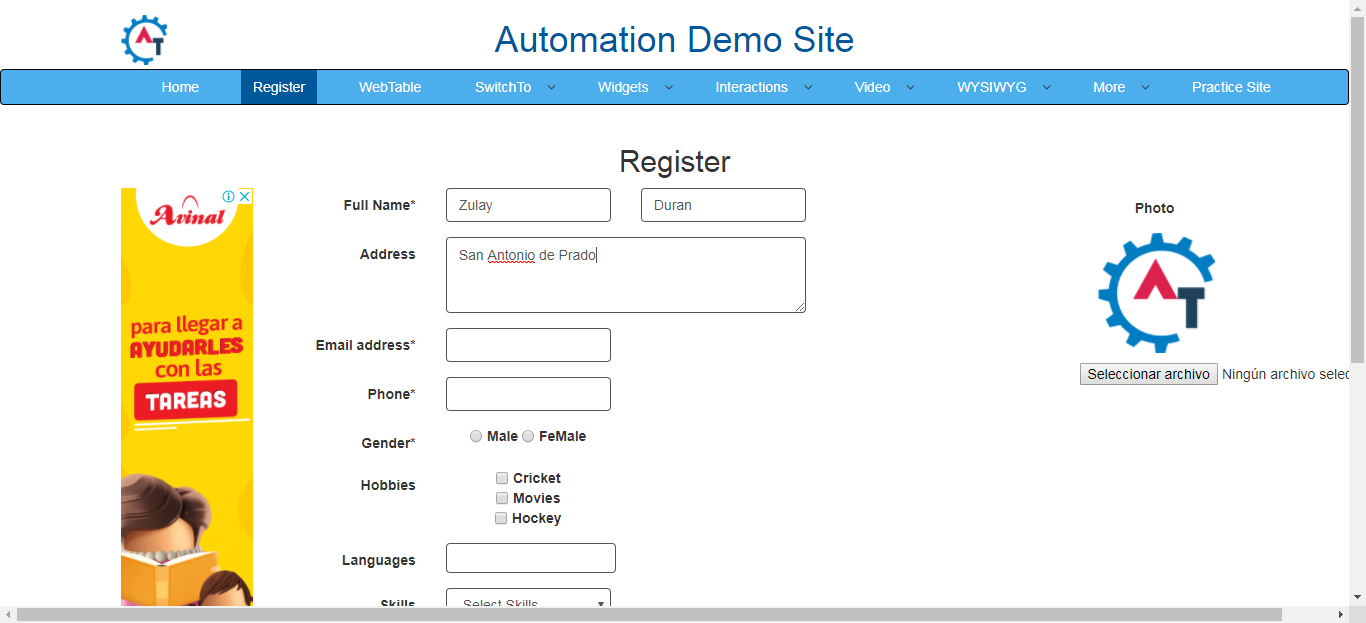 AT
Automation Demo Site
Home Register WebTable SwitchTo Widgets Interactions Video WYSIWYG More Practice Site
Register
Avinal
para llegar a
AYUDARLES
con las
TAREAS
Full Name* Zulay Duran
Address San Antonio de Prado
Email address*
Phone*
Gender* Male FeMale
Hobbies Cricket
Movies
Hockey
Languages
Skills Select Skills
Photo
AT
Seleccionar archivo Ningún archivo selec